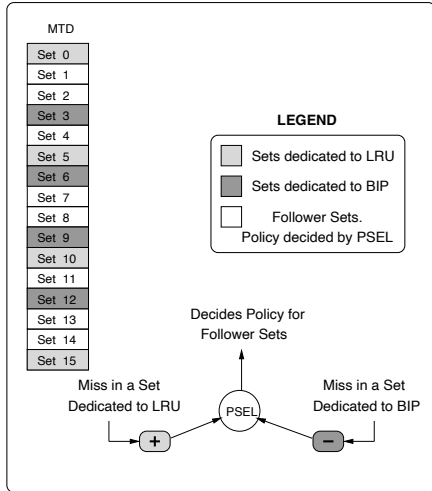 MTD
Set 0
Set 1
Set 2
Set 3
Set 4
Set 5
Set 6
Set 7
Set 8
Set 9
Set 10
Set 11
Set 12
Set 13
Set 14
Set 15
LEGEND
Sets dedicated to LRU
Sets dedicated to BIP
Follower Sets.
Policy decided by PSEL
Decides Policy for
Follower Sets
Miss in a Set
Dedicated to LRU
+
PSEL
Miss in a Set
Dedicated to BIP
−